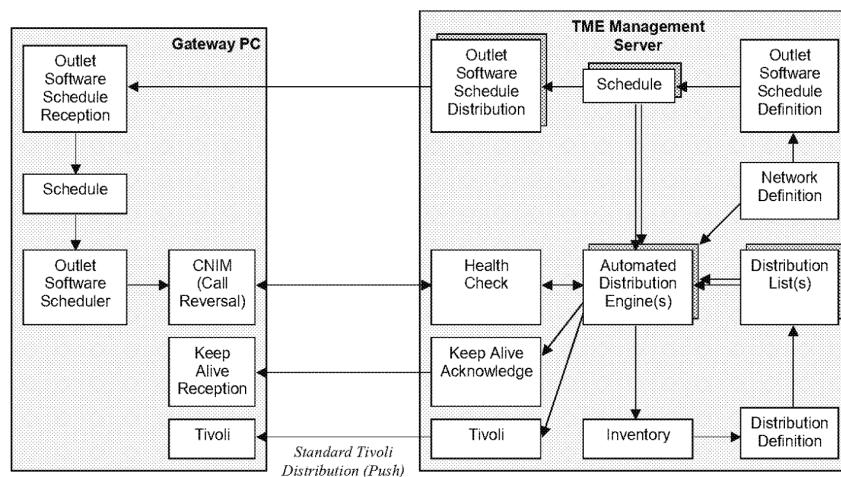 Gateway PC
Outlet
Software
Schedule
Reception
Schedule
Outlet
Software
Scheduler
CNIM
(Call
Reversal)
Keep
Alive
Reception
Tivoli
Standard Tivoli
Distribution (Push)
TME Management
Server
Outlet
Software
Schedule
Distribution
Schedule
Outlet
Software
Schedule
Definition
Network
Definition
Health
Check
Automated
Distribution
Engine(s)
Distribution
List(s)
Keep Alive
Acknowledge
Tivoli
Inventory
Distribution
Definition